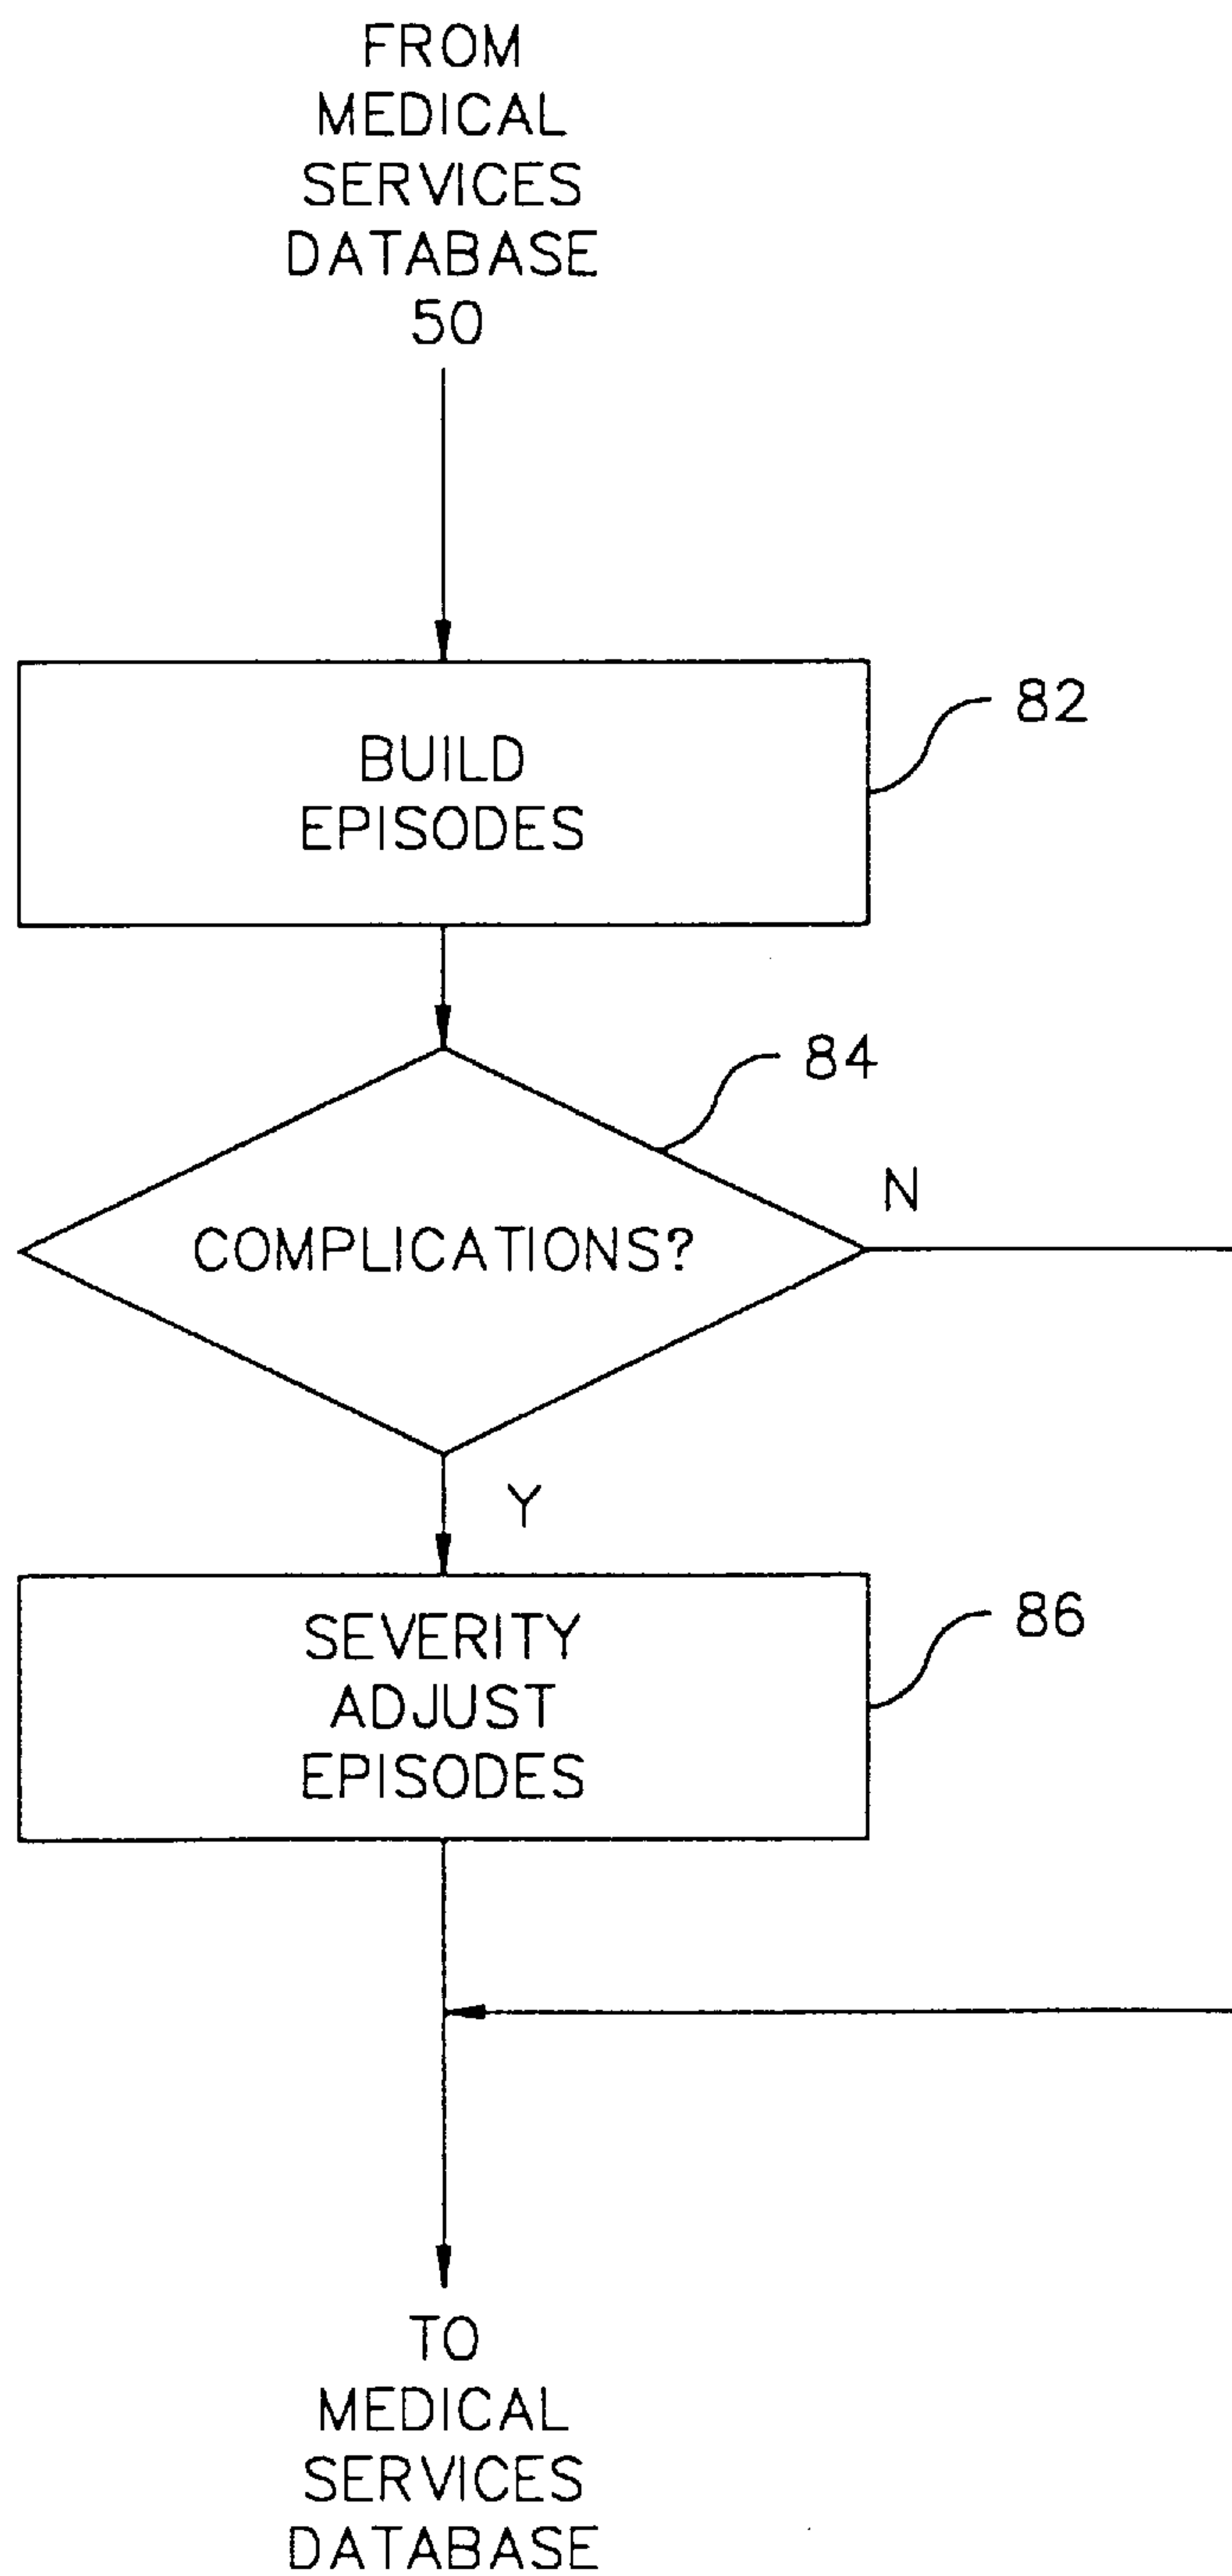 FROM
MEDICAL
SERVICES
DATABASE
50
BUILD
EPISODES
82
COMPLICATIONS?
84
N
Y
SEVERITY
ADJUST
EPISODES
86
TO
MEDICAL
SERVICES
DATABASE